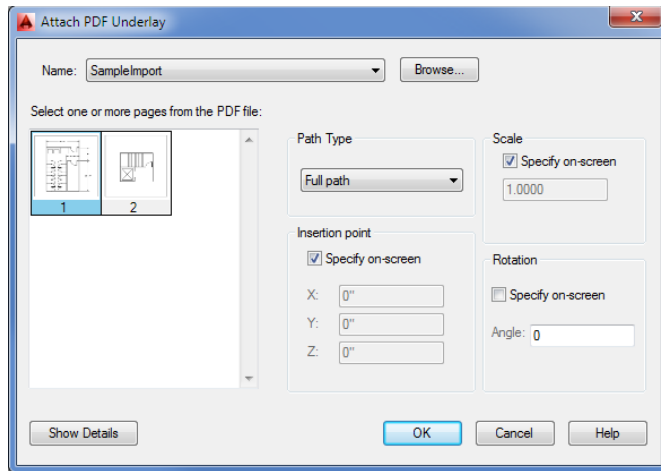 Attach PDF Underlay
Name: SampleImport Browse...
Select one or more pages from the PDF file:
1 2
Path Type
Full path
Scale
Specify on-screen
1.0000
Insertion point
Specify on-screen
X: 0"
Y: 0"
Z: 0"
Rotation
Specify on-screen
Angle: 0
Show Details OK Cancel Help